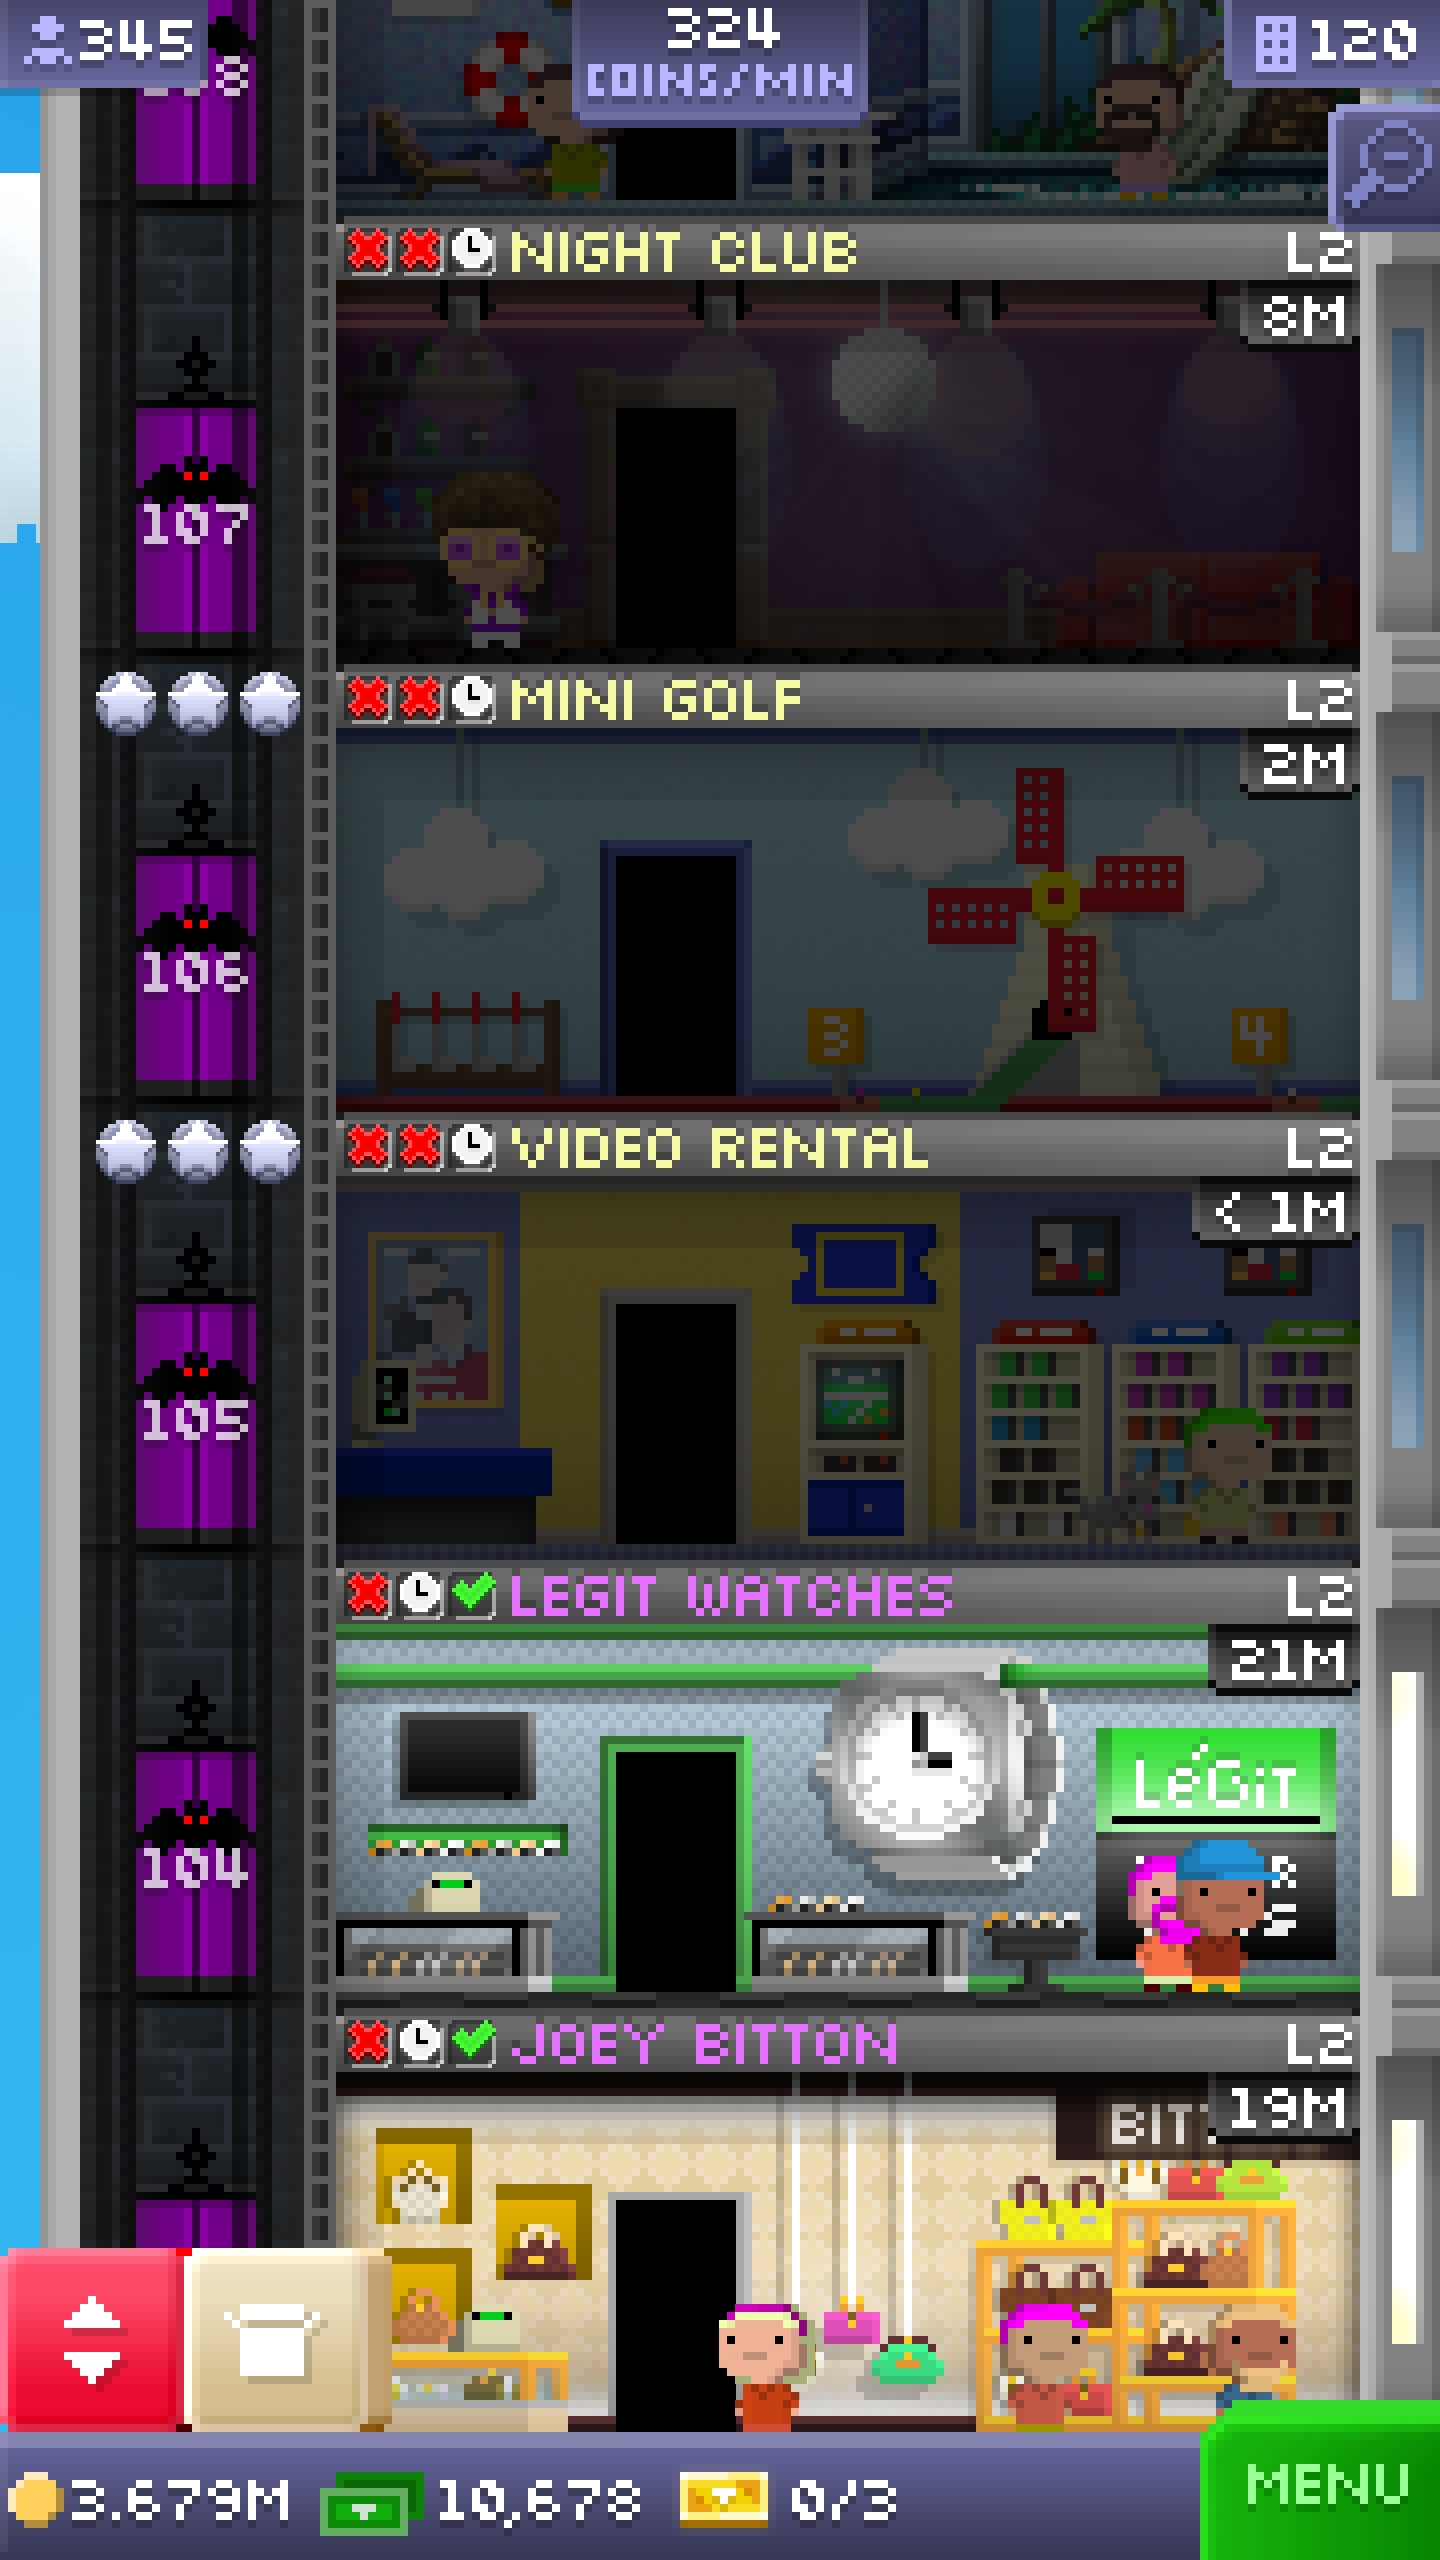 345
324
COINS/MIN
120
8
NIGHT CLUB
L2
8M
107
MINI GOLF
L2
2M
106
3
4
VIDEO RENTAL
L2
< 1M
105
LEGIT WATCHES
L2
21M
LéGiT
104
JOEY BITTON
L2
19M
BIT
3.679M
10,678
0/3
MENU